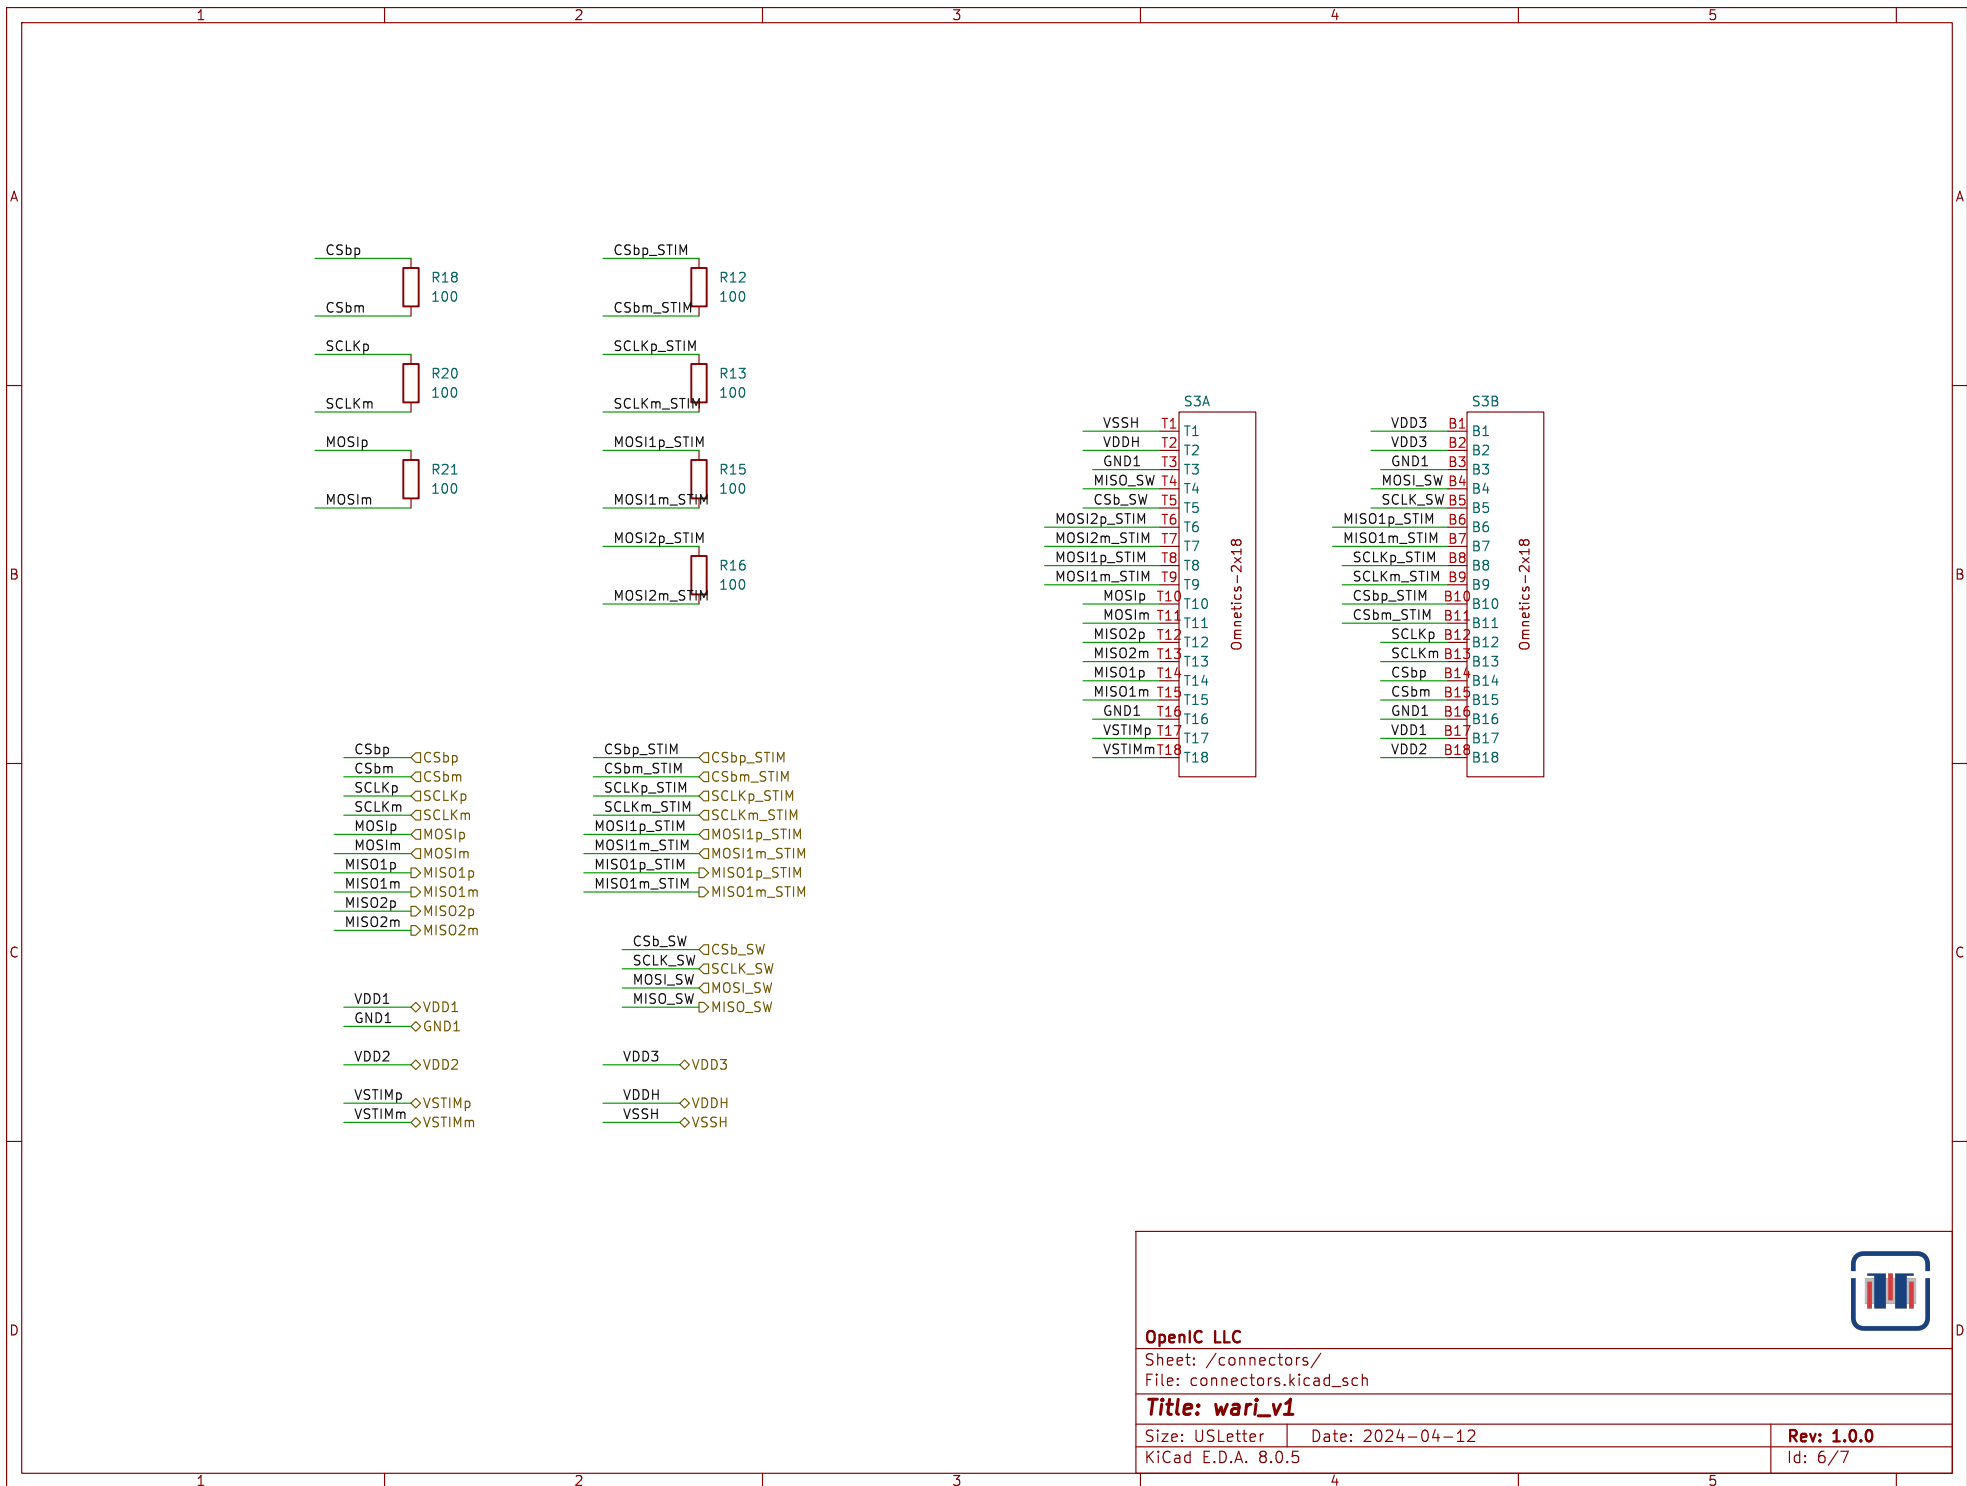 1 2 3 4 5
A A
CSbp
R18
100
CSbm
SCLKp
R20
100
SCLKm
MOSIp
R21
100
MOSIm
CSbp_STIM
R12
100
CSbm_STIM
SCLKp_STIM
R13
100
SCLKm_STIM
MOSI1p_STIM
R15
100
MOSI1m_STIM
MOSI2p_STIM
R16
100
MOSI2m_STIM
B B
S3A
VSSH T1 T1
VDDH T2 T2
GND1 T3 T3
MISO_SW T4 T4
CSb_SW T5 T5
MOSI2p_STIM T6 T6
MOSI2m_STIM T7 T7
MOSI1p_STIM T8 T8
MOSI1m_STIM T9 T9
MOSIp T10 T10
MOSIm T11 T11
MISO2p T12 T12
MISO2m T13 T13
MISO1p T14 T14
MISO1m T15 T15
GND1 T16 T16
VSTIMp T17 T17
VSTIMm T18 T18
Omnetics-2x18
S3B
VDD3 B1 B1
VDD3 B2 B2
GND1 B3 B3
MOSI_SW B4 B4
SCLK_SW B5 B5
MISO1p_STIM B6 B6
MISO1m_STIM B7 B7
SCLKp_STIM B8 B8
SCLKm_STIM B9 B9
CSbp_STIM B10 B10
CSbm_STIM B11 B11
SCLKp B12 B12
SCLKm B13 B13
CSbp B14 B14
CSbm B15 B15
GND1 B16 B16
VDD1 B17 B17
VDD2 B18 B18
Omnetics-2x18
CSbp CSbp
CSbm CSbm
SCLKp SCLKp
SCLKm SCLKm
MOSIp MOSIp
MOSIm MOSIm
MISO1p MISO1p
MISO1m MISO1m
MISO2p MISO2p
MISO2m MISO2m
VDD1 VDD1
GND1 GND1
VDD2 VDD2
VSTIMp VSTIMp
VSTIMm VSTIMm
CSbp_STIM CSbp_STIM
CSbm_STIM CSbm_STIM
SCLKp_STIM SCLKp_STIM
SCLKm_STIM SCLKm_STIM
MOSI1p_STIM MOSI1p_STIM
MOSI1m_STIM MOSI1m_STIM
MISO1p_STIM MISO1p_STIM
MISO1m_STIM MISO1m_STIM
CSb_SW CSb_SW
SCLK_SW SCLK_SW
MOSI_SW MOSI_SW
MISO_SW MISO_SW
VDD3 VDD3
VDDH VDDH
VSSH VSSH
C C
D D
OpenIC LLC
Sheet: /connectors/
File: connectors.kicad_sch
Title: wari_v1
Size: USLetter Date: 2024-04-12 Rev: 1.0.0
KiCad E.D.A. 8.0.5 Id: 6/7
1 2 3 4 5